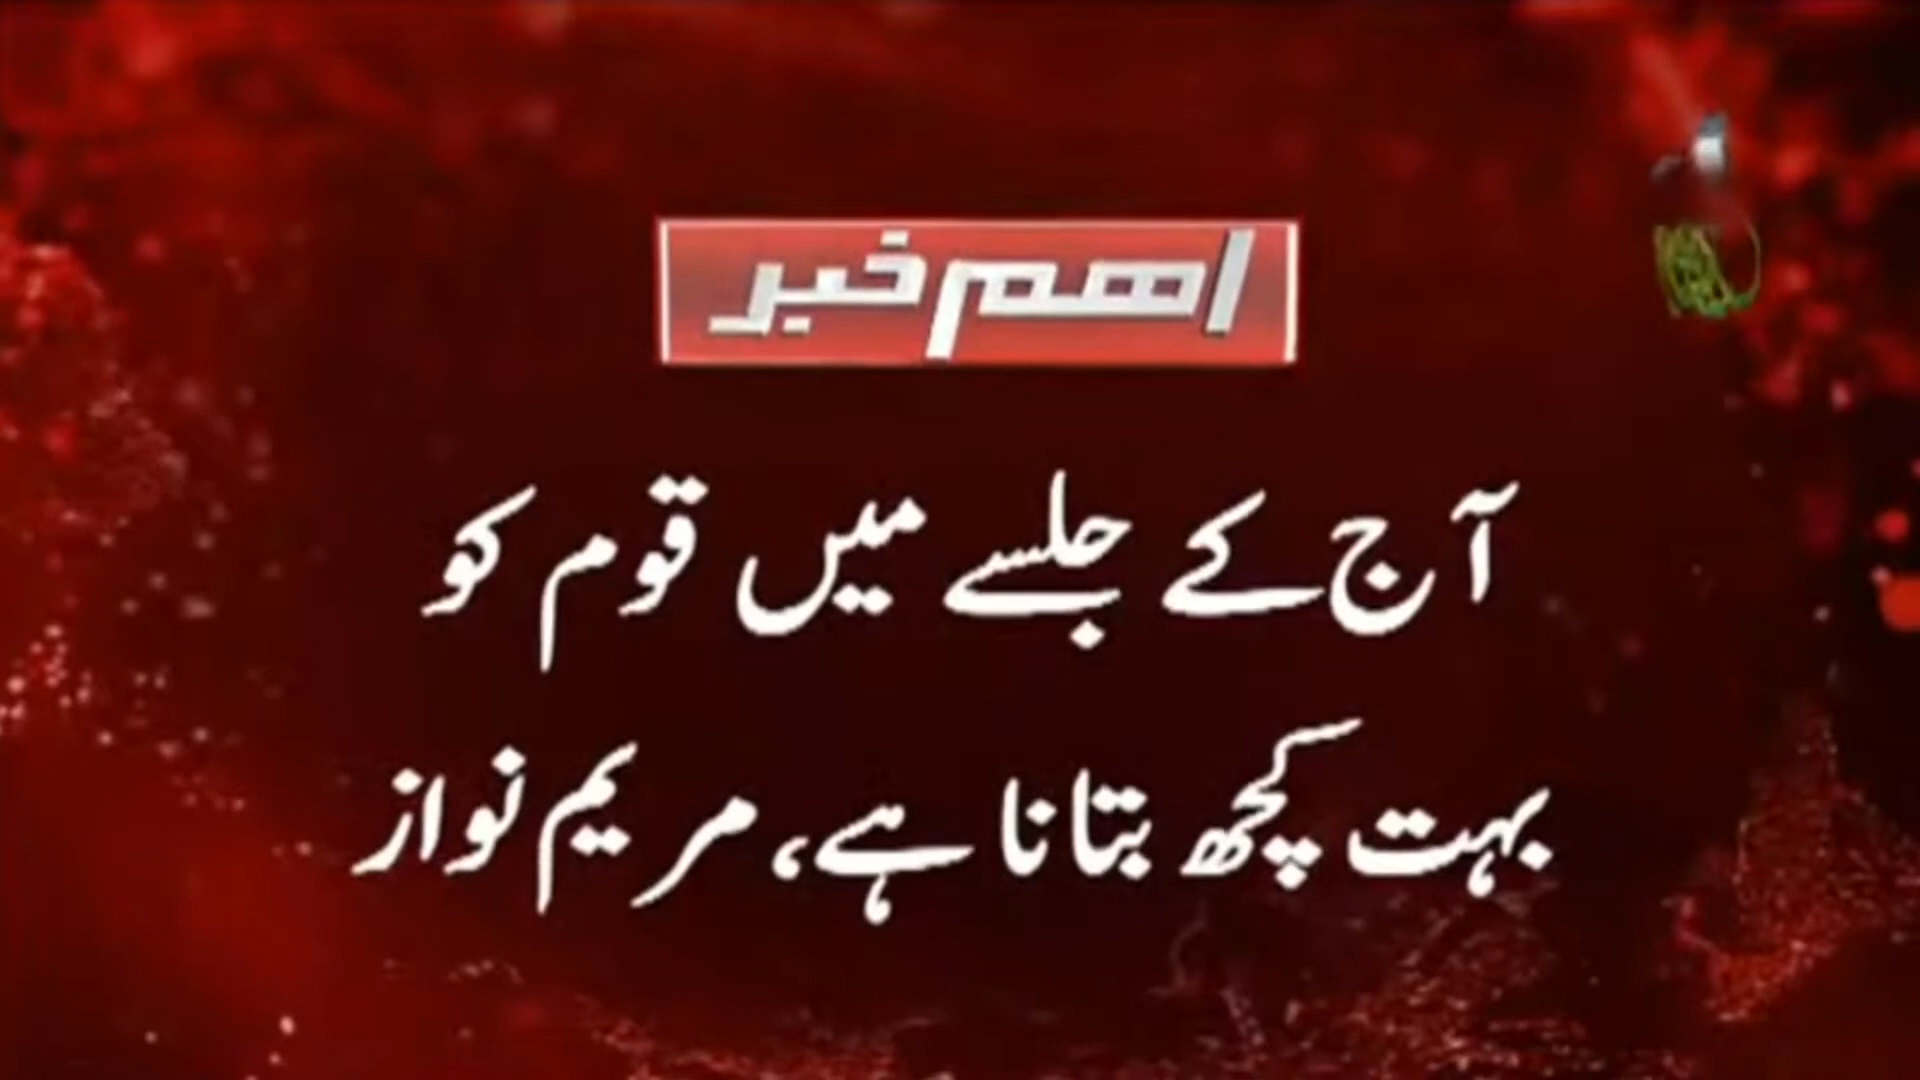 اہم خبر
آج کے جلسے میں قوم کو
بہت کچھ بتانا ہے، مریم نواز